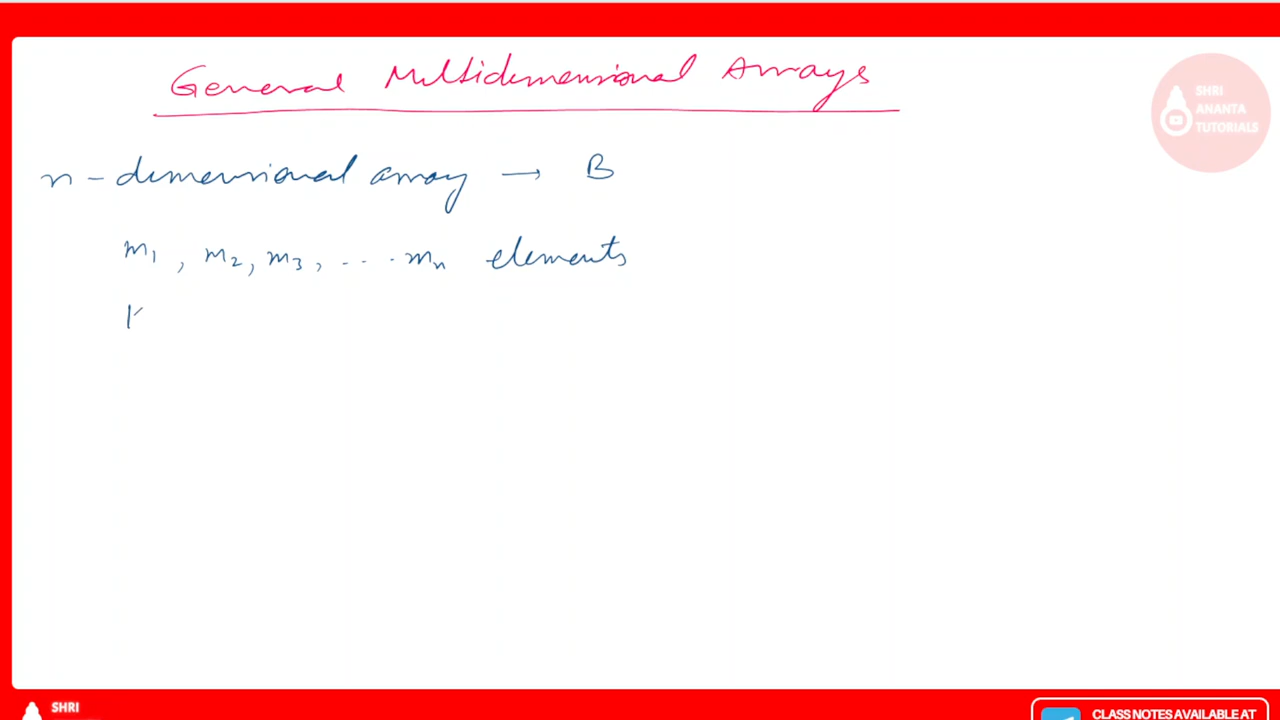 General Multidimensional Arrays
SHRI
ANANTA
TUTORIALS
n-dimensional array → B
m1, m2, m3, ... mn elements
SHRI
CLASS NOTES AVAILABLE AT